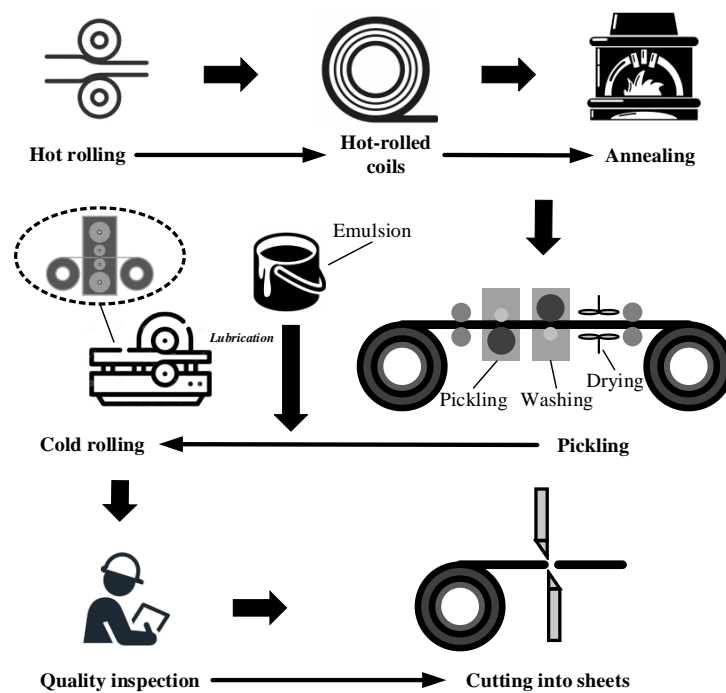 Hot rolling
Hot-rolled
coils
Annealing
Emulsion
Lubrication
Pickling
Washing
Drying
Cold rolling
Pickling
Quality inspection
Cutting into sheets